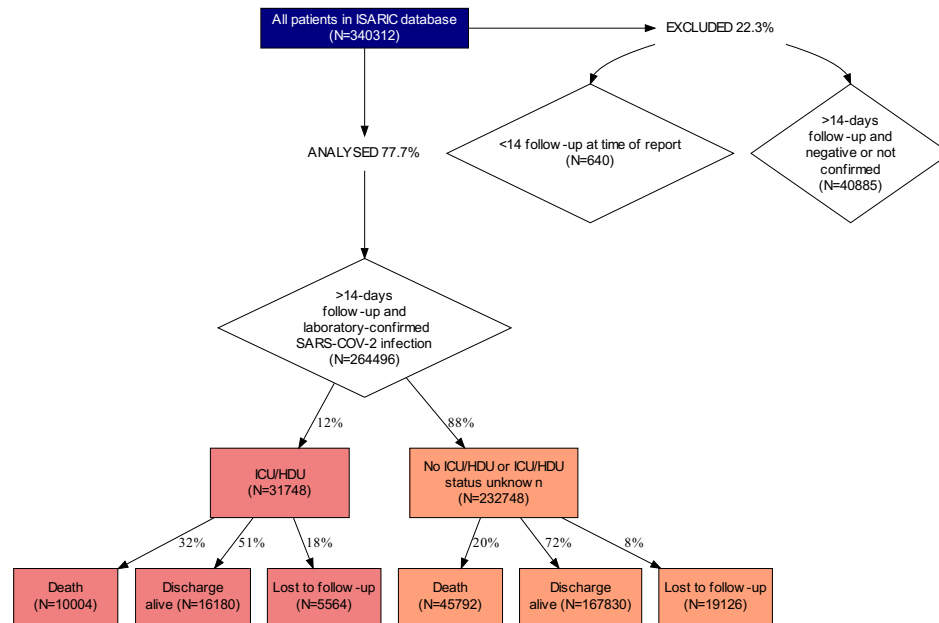 All patients in ISARIC database
(N=340312)
EXCLUDED 22.3%
<14 follow-up at time of report
(N=640)
>14-days
follow-up and
negative or not
confirmed
(N=40885)
ANALYSED 77.7%
>14-days
follow-up and
laboratory-confirmed
SARS-COV-2 infection
(N=264496)
12%
88%
ICU/HDU
(N=31748)
No ICU/HDU or ICU/HDU
status unknown
(N=232748)
32%
51%
18%
20%
72%
8%
Death
(N=10004)
Discharge
alive (N=16180)
Lost to follow-up
(N=5564)
Death
(N=45792)
Discharge
alive (N=167830)
Lost to follow-up
(N=19126)